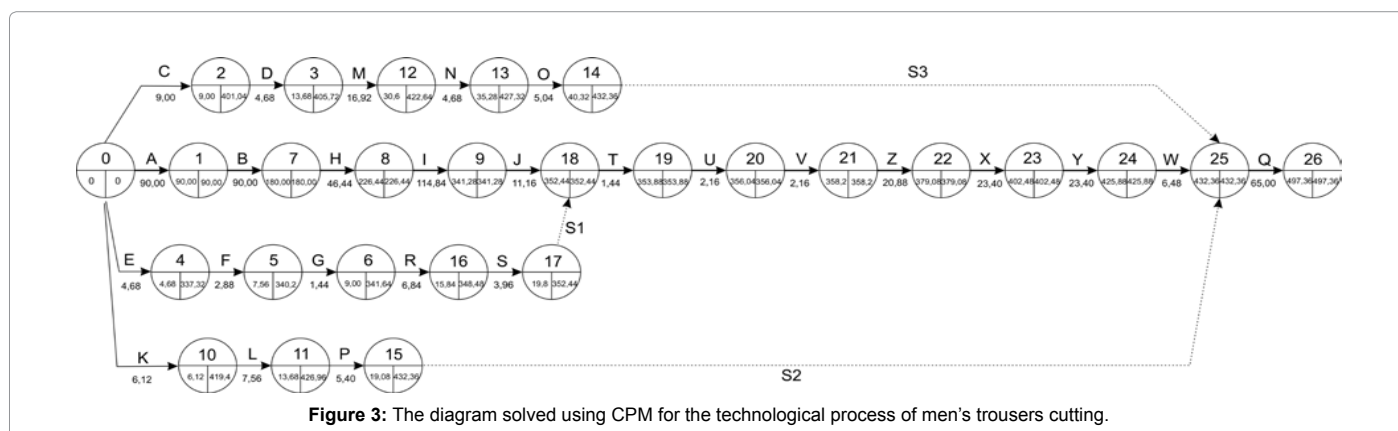 C 2 D 3 M 12 N 13 O 14 S3
9,00 9,00 401,04 4,68 13,68 405,72 16,92 30,6 422,64 4,68 35,28 427,32 5,04 40,32 432,36
0 A 1 B 7 H 8 I 9 J 18 T 19 U 20 V 21 Z 22 X 23 Y 24 W 25 Q 26
0 0 90,00 90,00 90,00 90,00 180,00 180,00 46,44 226,44 226,44 114,84 341,28 341,28 11,16 352,44 352,44 1,44 353,88 353,88 2,16 356,04 356,04 2,16 358,2 358,2 20,88 379,08 379,08 23,40 402,48 402,48 23,40 425,88 425,88 6,48 432,36 432,36 65,00 497,36 497,36
S1
E 4 F 5 G 6 R 16 S 17
4,68 4,68 337,32 2,88 7,56 340,2 1,44 9,00 341,64 6,84 15,84 348,48 3,96 19,8 352,44
K 10 L 11 P 15
6,12 6,12 419,4 7,56 13,68 426,96 5,40 19,08 432,36 S2
Figure 3: The diagram solved using CPM for the technological process of men's trousers cutting.